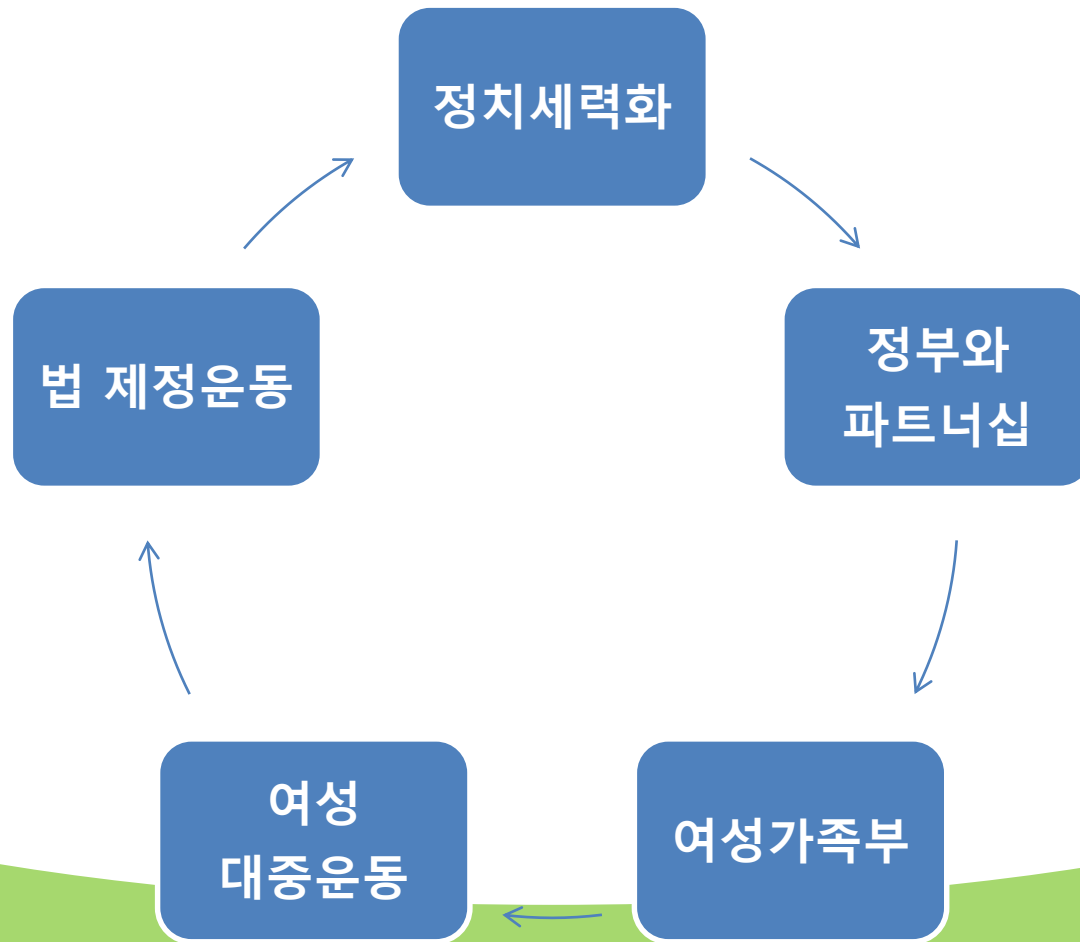 정치세력화
법 제정운동
정부와
파트너십
여성
대중운동
여성가족부